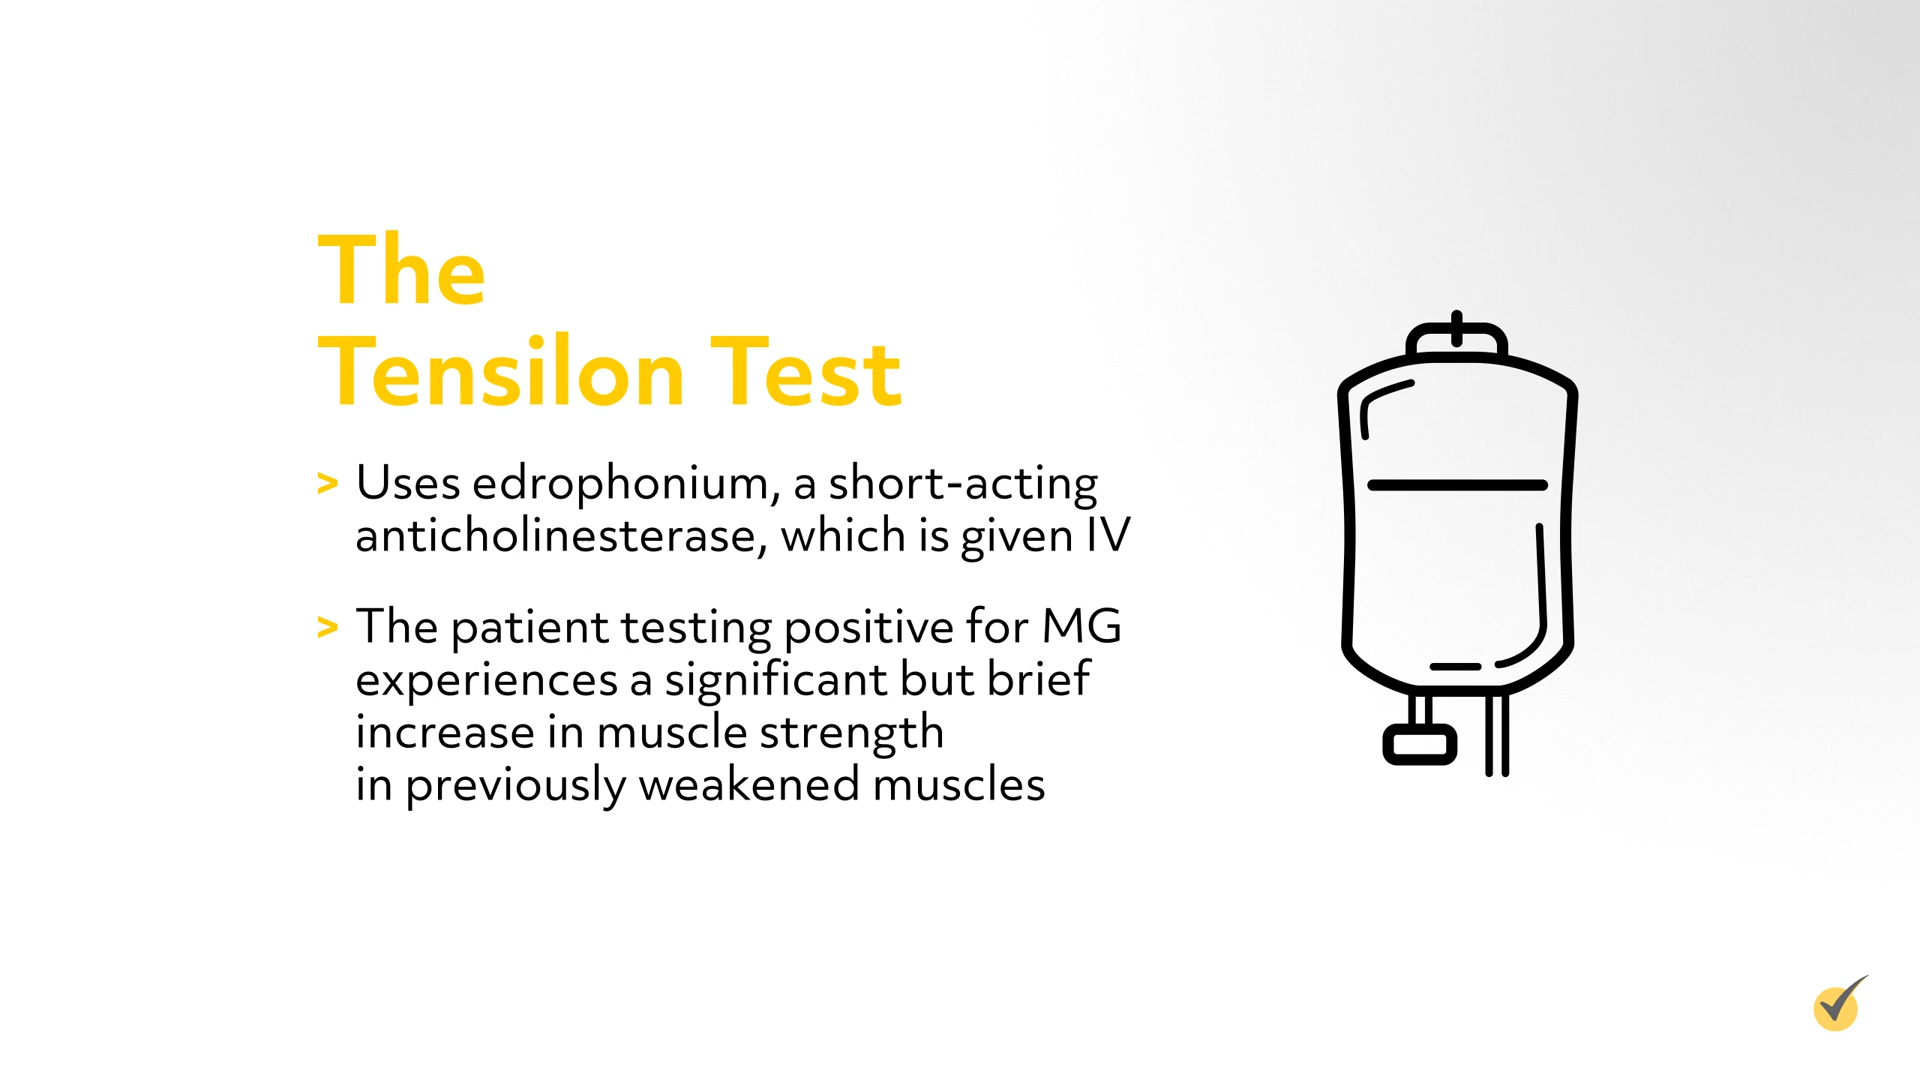 The
Tensilon Test
> Uses edrophonium, a short-acting
anticholinesterase, which is given IV
> The patient testing positive for MG
experiences a significant but brief
increase in muscle strength
in previously weakened muscles